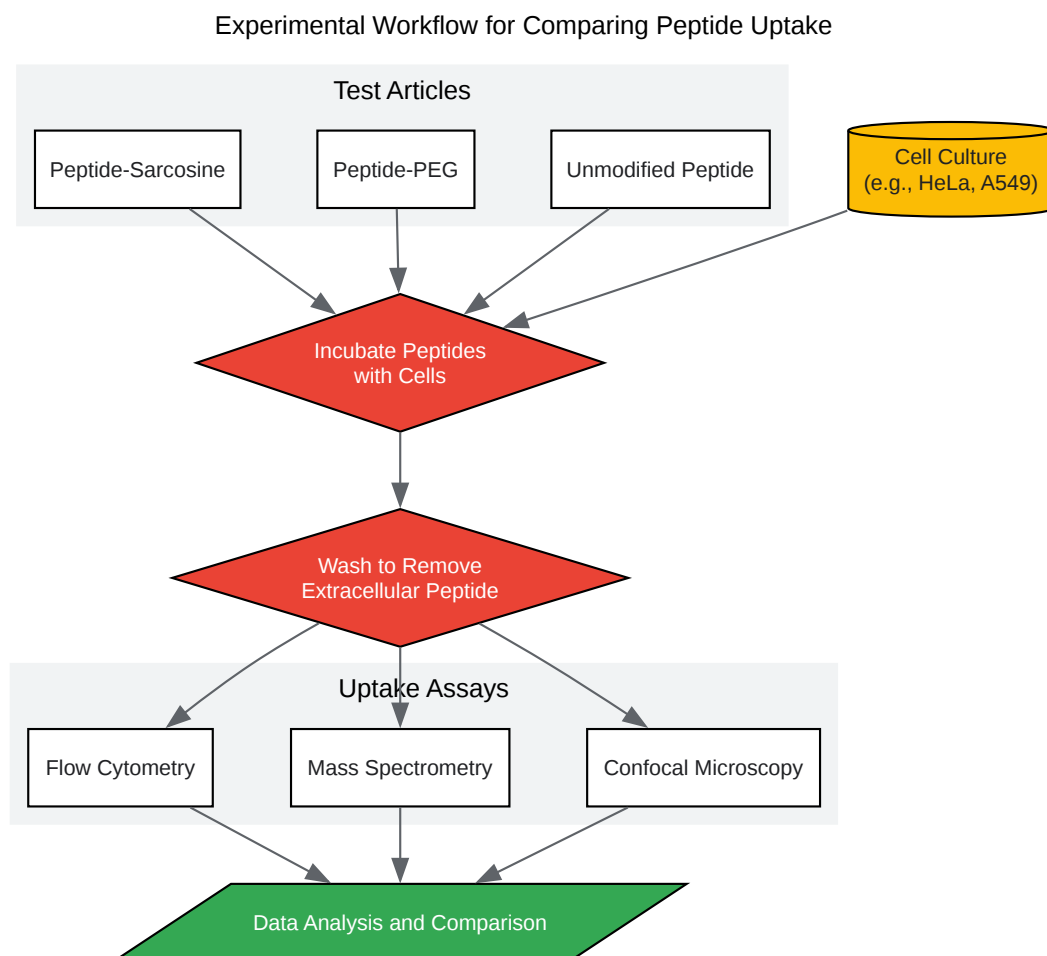 Experimental Workflow for Comparing Peptide Uptake
Test Articles
Peptide-Sarcosine
Peptide-PEG
Unmodified Peptide
Cell Culture
(e.g., HeLa, A549)
Incubate Peptides
with Cells
Wash to Remove
Extracellular Peptide
Uptake Assays
Flow Cytometry
Mass Spectrometry
Confocal Microscopy
Data Analysis and Comparison